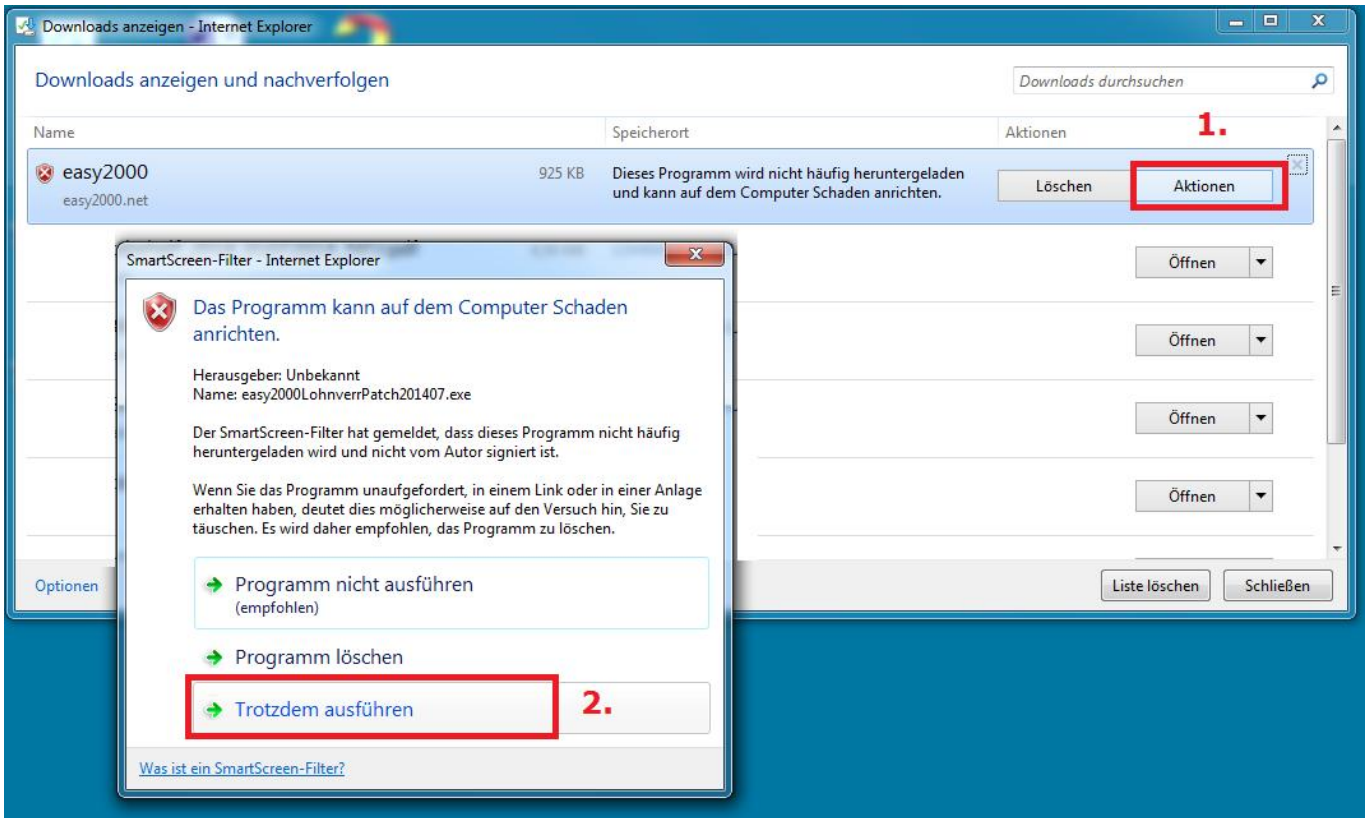 Downloads anzeigen - Internet Explorer
Downloads anzeigen und nachverfolgen
Downloads durchsuchen
Name
Speicherort
Aktionen
1.
easy2000
925 KB
Dieses Programm wird nicht häufig heruntergeladen
und kann auf dem Computer Schaden anrichten.
Löschen
Aktionen
easy2000.net
Öffnen
Öffnen
Öffnen
Öffnen
SmartScreen-Filter - Internet Explorer
Das Programm kann auf dem Computer Schaden
anrichten.
Herausgeber: Unbekannt
Name: easy2000LohnverrPatch201407.exe
Der SmartScreen-Filter hat gemeldet, dass dieses Programm nicht häufig
heruntergeladen wird und nicht vom Autor signiert ist.
Wenn Sie das Programm unaufgefordert, in einem Link oder in einer Anlage
erhalten haben, deutet dies möglicherweise auf den Versuch hin, Sie zu
täuschen. Es wird daher empfohlen, das Programm zu löschen.
Programm nicht ausführen
(empfohlen)
Programm löschen
Trotzdem ausführen
2.
Was ist ein SmartScreen-Filter?
Optionen
Liste löschen
Schließen